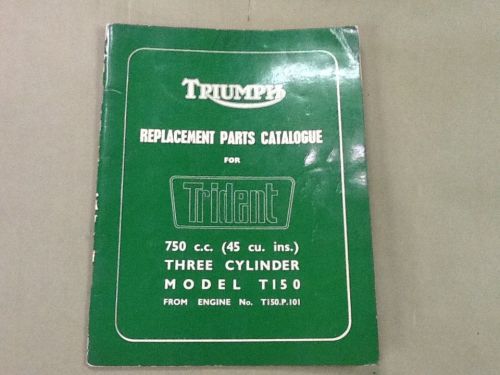 TRIUMPH
REPLACEMENT PARTS CATALOGUE
FOR
Trident
750 c.c. (45 cu. ins.)
THREE CYLINDER
MODEL T150
FROM ENGINE No. T150.P.101